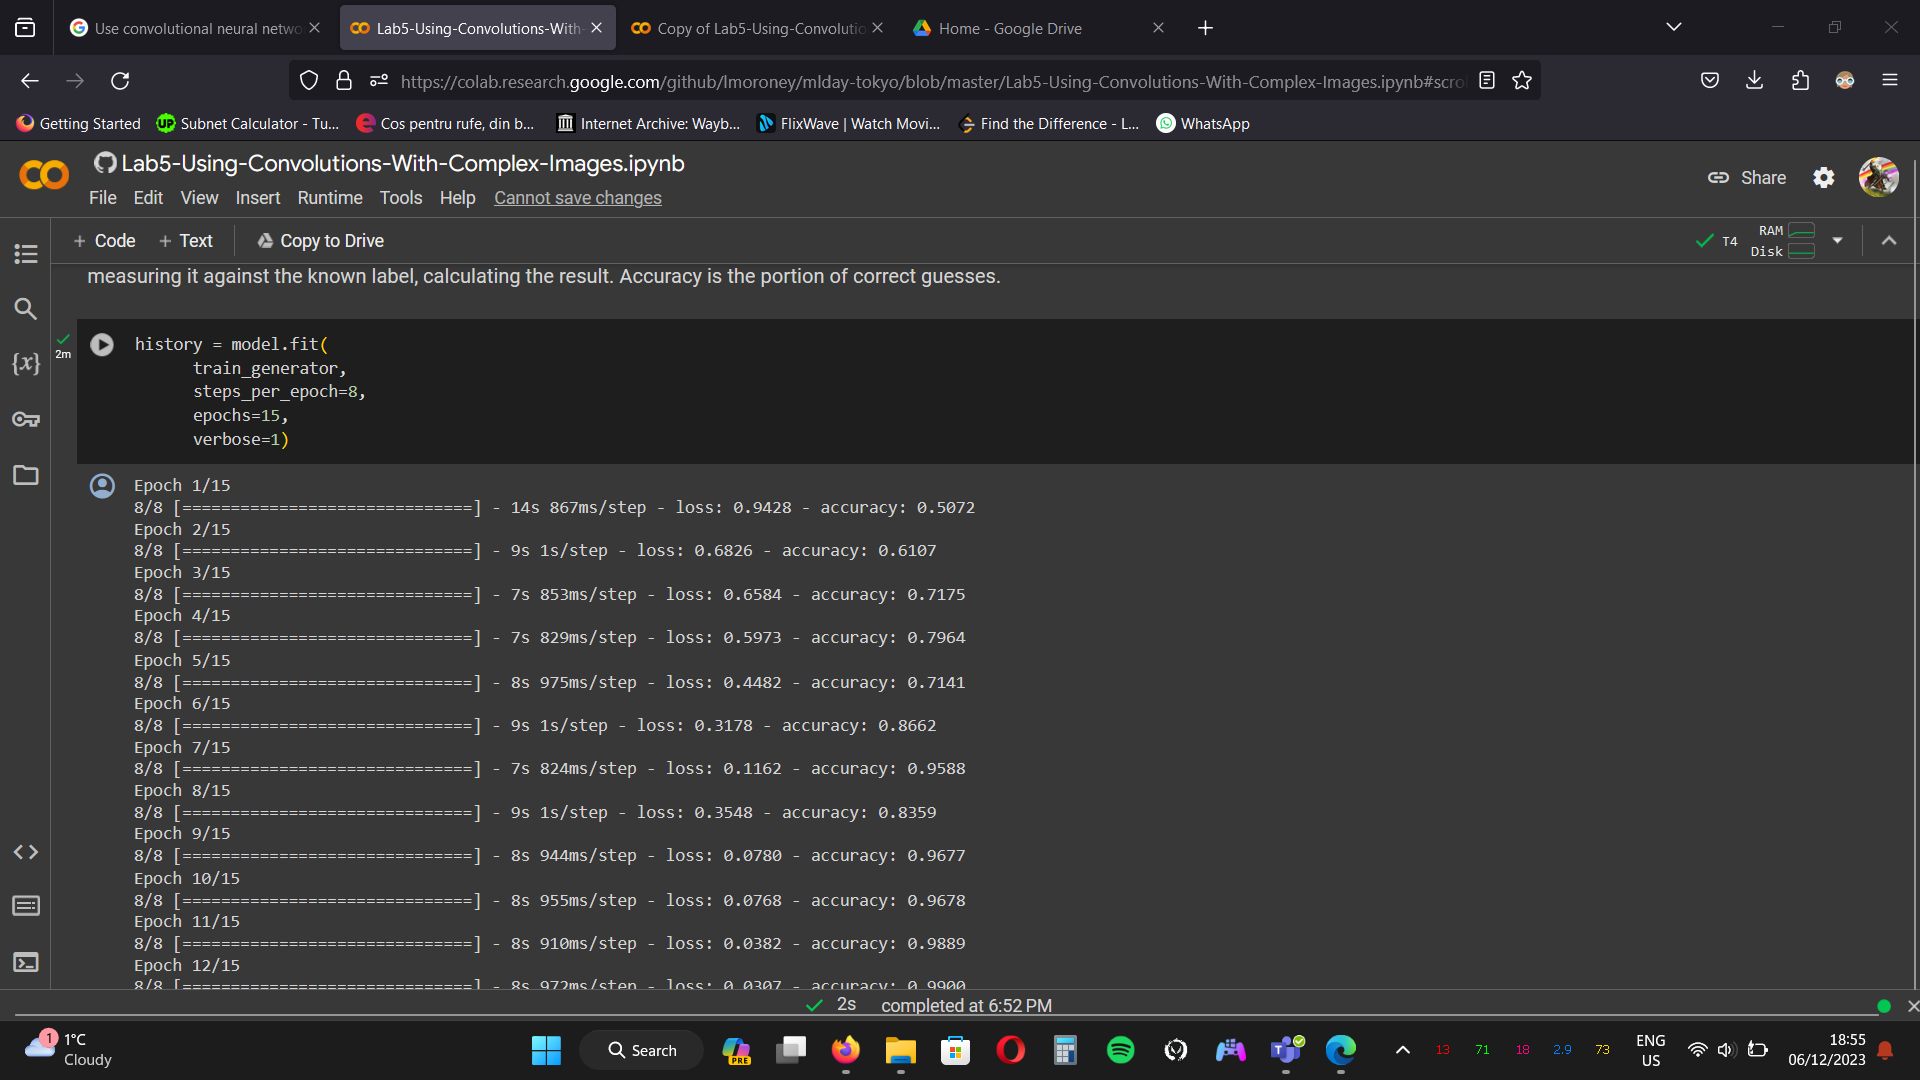 Use convolutional neural netwo
Lab5-Using-Convolutions-With-
Copy of Lab5-Using-Convolutio
Home - Google Drive
https://colab.research.google.com/github/lmoroney/mlday-tokyo/blob/master/Lab5-Using-Convolutions-With-Complex-Images.ipynb#scro
Getting Started
Subnet Calculator - Tu...
Cos pentru rufe, din b...
Internet Archive: Wayb...
FlixWave | Watch Movi...
Find the Difference - L...
WhatsApp
Lab5-Using-Convolutions-With-Complex-Images.ipynb
Share
File Edit View Insert Runtime Tools Help Cannot save changes
+ Code + Text Copy to Drive
T4 RAM
Disk
measuring it against the known label, calculating the result. Accuracy is the portion of correct guesses.
2m
history = model.fit(
train_generator,
steps_per_epoch=8,
epochs=15,
verbose=1)
Epoch 1/15
8/8 [==============================] - 14s 867ms/step - loss: 0.9428 - accuracy: 0.5072
Epoch 2/15
8/8 [==============================] - 9s 1s/step - loss: 0.6826 - accuracy: 0.6107
Epoch 3/15
8/8 [==============================] - 7s 853ms/step - loss: 0.6584 - accuracy: 0.7175
Epoch 4/15
8/8 [==============================] - 7s 829ms/step - loss: 0.5973 - accuracy: 0.7964
Epoch 5/15
8/8 [==============================] - 8s 975ms/step - loss: 0.4482 - accuracy: 0.7141
Epoch 6/15
8/8 [==============================] - 9s 1s/step - loss: 0.3178 - accuracy: 0.8662
Epoch 7/15
8/8 [==============================] - 7s 824ms/step - loss: 0.1162 - accuracy: 0.9588
Epoch 8/15
8/8 [==============================] - 9s 1s/step - loss: 0.3548 - accuracy: 0.8359
Epoch 9/15
8/8 [==============================] - 8s 944ms/step - loss: 0.0780 - accuracy: 0.9677
Epoch 10/15
8/8 [==============================] - 8s 955ms/step - loss: 0.0768 - accuracy: 0.9678
Epoch 11/15
8/8 [==============================] - 8s 910ms/step - loss: 0.0382 - accuracy: 0.9889
Epoch 12/15
8/8 [==============================] - 8s 972ms/step - loss: 0.0307 - accuracy: 0.9900
2s completed at 6:52 PM
1
1°C
Cloudy
Search
PRE
13 71 18 2.9 73
ENG
US
18:55
06/12/2023